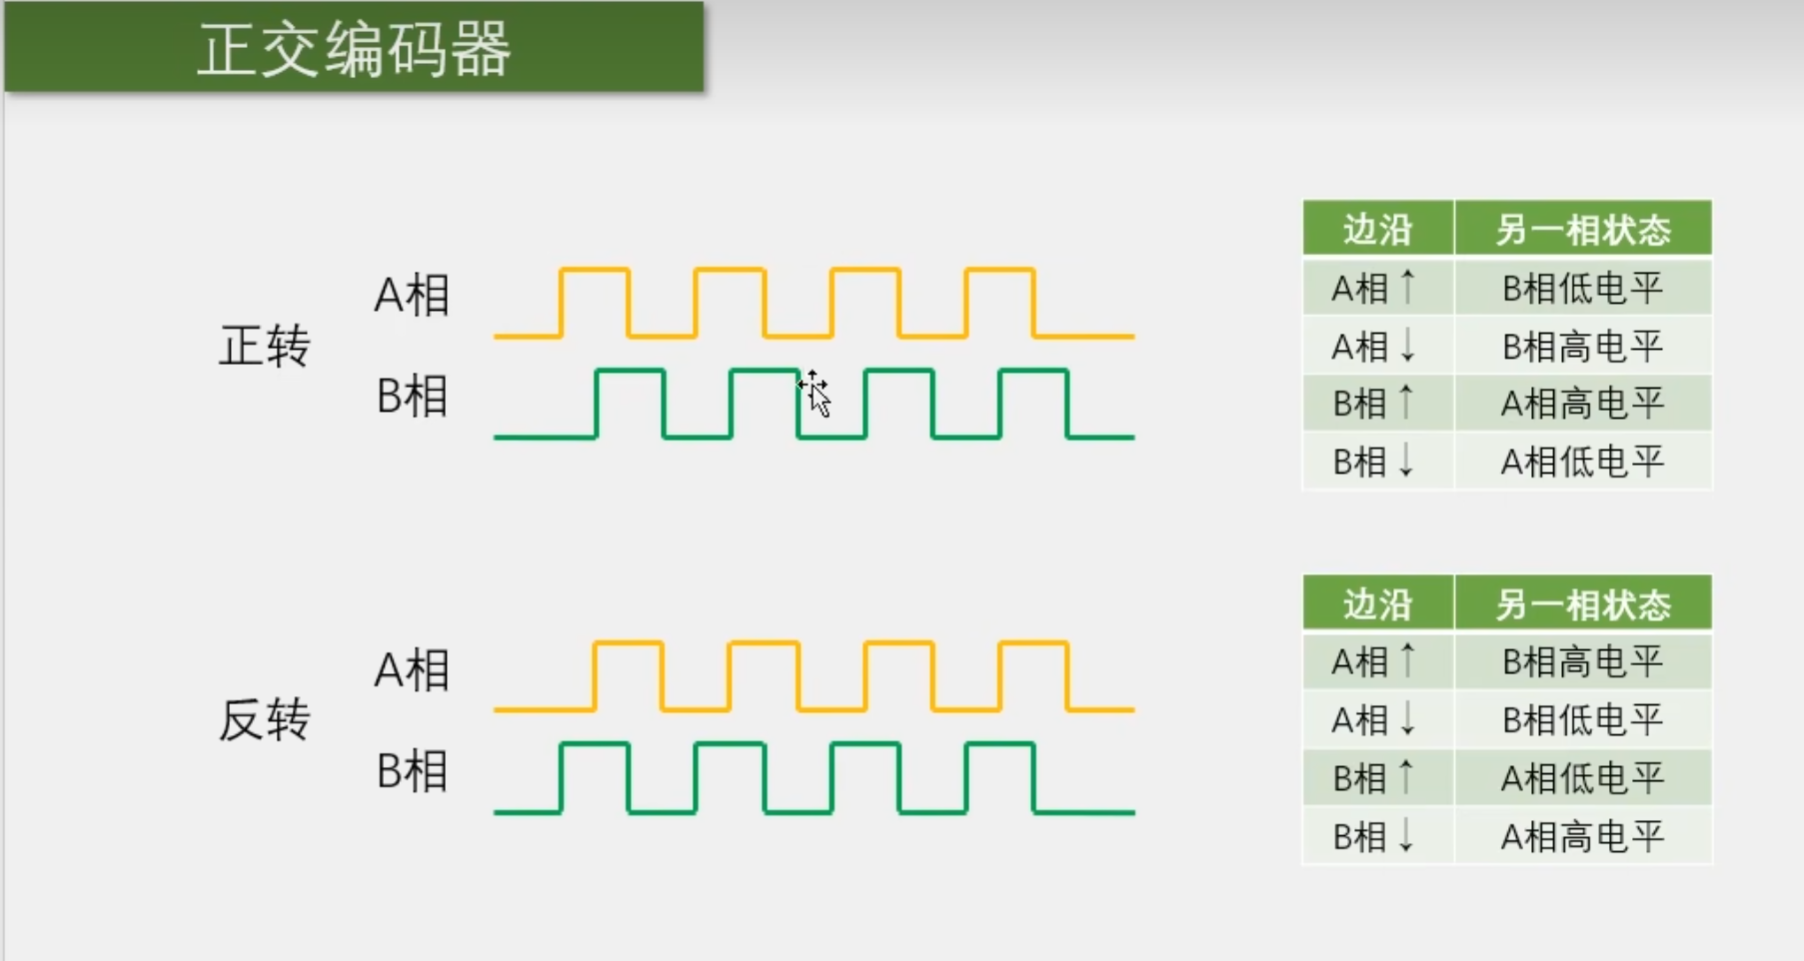 正交编码器
正转
A相
B相
边沿 另一相状态
A相↑ B相低电平
A相↓ B相高电平
B相↑ A相高电平
B相↓ A相低电平
反转
A相
B相
边沿 另一相状态
A相↑ B相高电平
A相↓ B相低电平
B相↑ A相低电平
B相↓ A相高电平